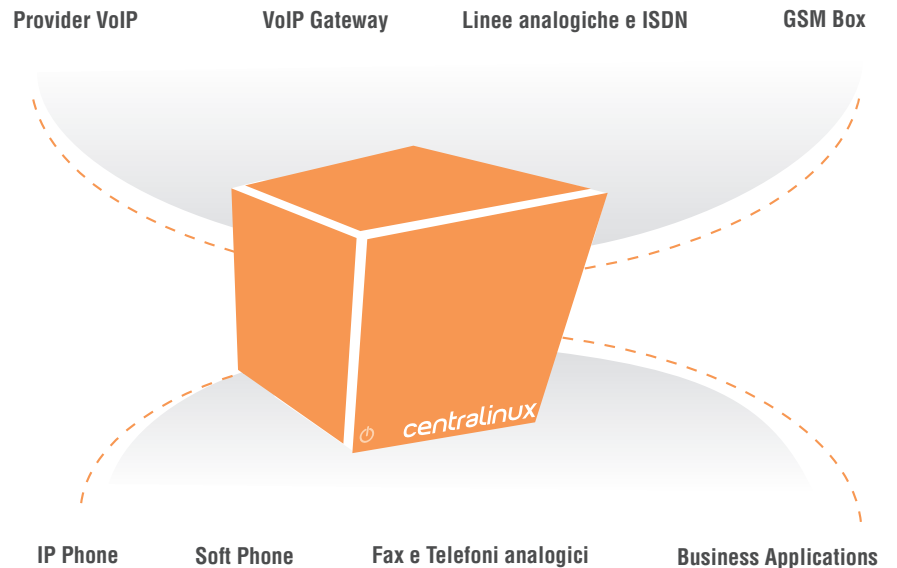 Provider VoIP
VoIP Gateway
Linee analogiche e ISDN
GSM Box
centralinux
IP Phone
Soft Phone
Fax e Telefoni analogici
Business Applications